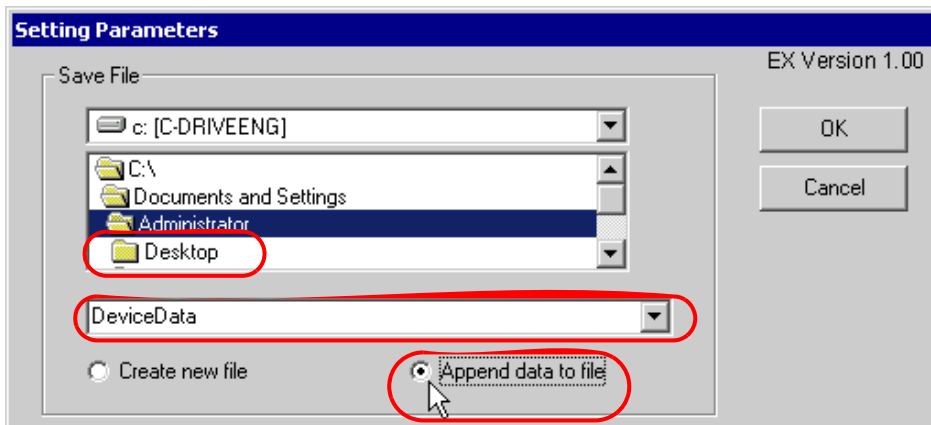 Setting Parameters
EX Version 1.00
Save File
c: [C-DRIVEENG]
OK
C:\
Documents and Settings
Cancel
Administrator
Desktop
DeviceData
Create new file
Append data to file